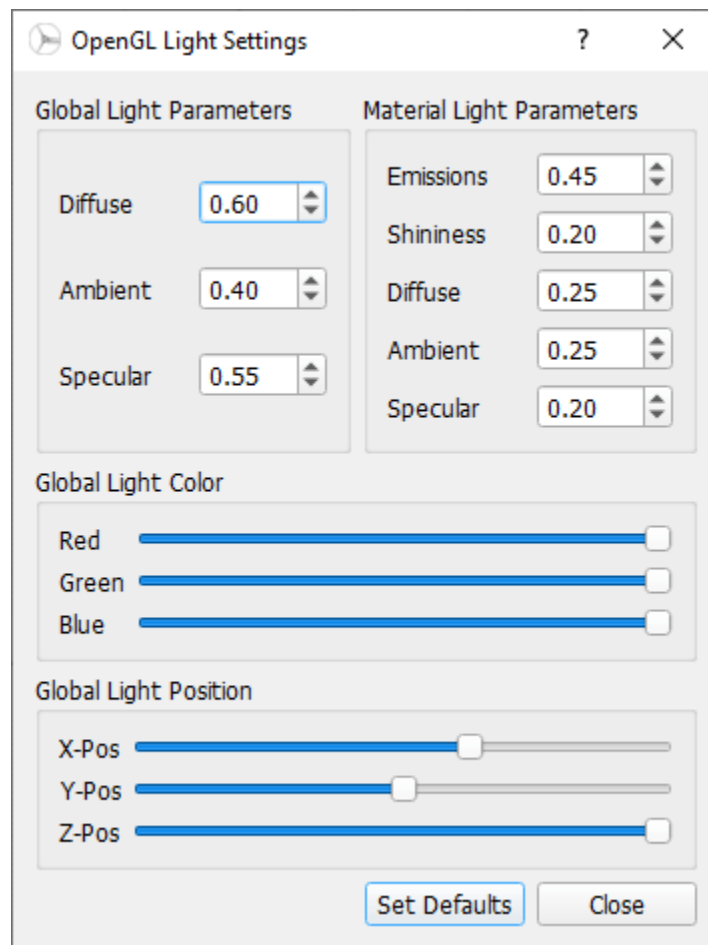 OpenGL Light Settings ?
Global Light Parameters
Diffuse 0.60
Ambient 0.40
Specular 0.55
Material Light Parameters
Emissions 0.45
Shininess 0.20
Diffuse 0.25
Ambient 0.25
Specular 0.20
Global Light Color
Red
Green
Blue
Global Light Position
X-Pos
Y-Pos
Z-Pos
Set Defaults Close